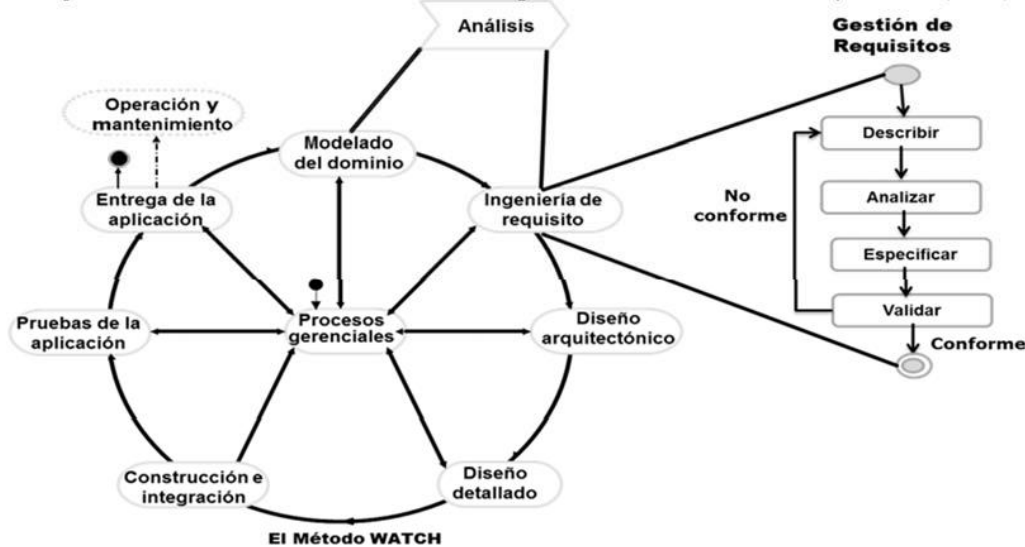 Análisis
Gestión de
Requisitos
Operación y
mantenimiento
Modelado
del dominio
Describir
Entrega de la
aplicación
Ingeniería de
requisito
No
conforme
Analizar
Especificar
Pruebas de la
aplicación
Procesos
gerenciales
Diseño
arquitectónico
Validar
Conforme
Construcción e
integración
Diseño
detallado
El Método WATCH